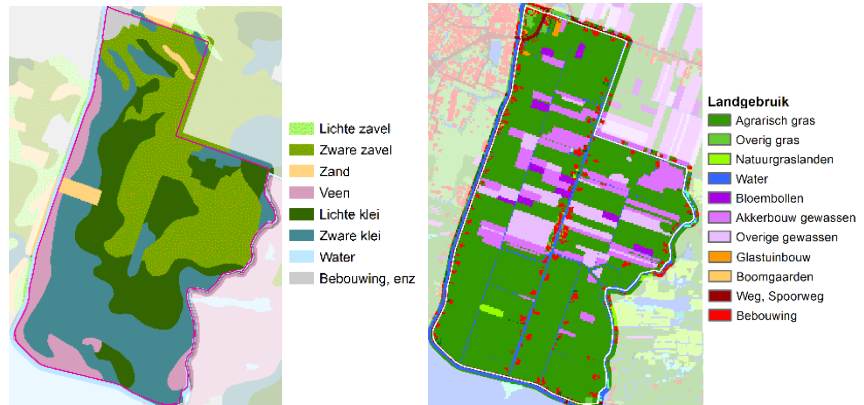 Lichte zavel
Zware zavel
Zand
Veen
Lichte klei
Zware klei
Water
Bebouwing, enz
Landgebruik
Agrarisch gras
Overig gras
Natuurgraslanden
Water
Bloembollen
Akkerbouw gewassen
Overige gewassen
Glastuinbouw
Boomgaarden
Weg, Spoorweg
Bebouwing